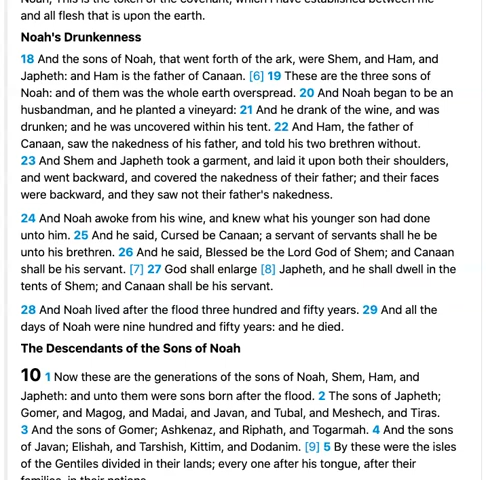 Noah, This is the token of the covenant, which I have established between me
and all flesh that is upon the earth.
Noah's Drunkenness
18 And the sons of Noah, that went forth of the ark, were Shem, and Ham, and
Japheth: and Ham is the father of Canaan. [6] 19 These are the three sons of
Noah: and of them was the whole earth overspread. 20 And Noah began to be an
husbandman, and he planted a vineyard: 21 And he drank of the wine, and was
drunken; and he was uncovered within his tent. 22 And Ham, the father of
Canaan, saw the nakedness of his father, and told his two brethren without.
23 And Shem and Japheth took a garment, and laid it upon both their shoulders,
and went backward, and covered the nakedness of their father; and their faces
were backward, and they saw not their father's nakedness.
24 And Noah awoke from his wine, and knew what his younger son had done
unto him. 25 And he said, Cursed be Canaan; a servant of servants shall he be
unto his brethren. 26 And he said, Blessed be the Lord God of Shem; and Canaan
shall be his servant. [7] 27 God shall enlarge [8] Japheth, and he shall dwell in the
tents of Shem; and Canaan shall be his servant.
28 And Noah lived after the flood three hundred and fifty years. 29 And all the
days of Noah were nine hundred and fifty years: and he died.
The Descendants of the Sons of Noah
10 1 Now these are the generations of the sons of Noah, Shem, Ham, and
Japheth: and unto them were sons born after the flood. 2 The sons of Japheth;
Gomer, and Magog, and Madai, and Javan, and Tubal, and Meshech, and Tiras.
3 And the sons of Gomer; Ashkenaz, and Riphath, and Togarmah. 4 And the sons
of Javan; Elishah, and Tarshish, Kittim, and Dodanim. [9] 5 By these were the isles
of the Gentiles divided in their lands; every one after his tongue, after their
families, in their nations.